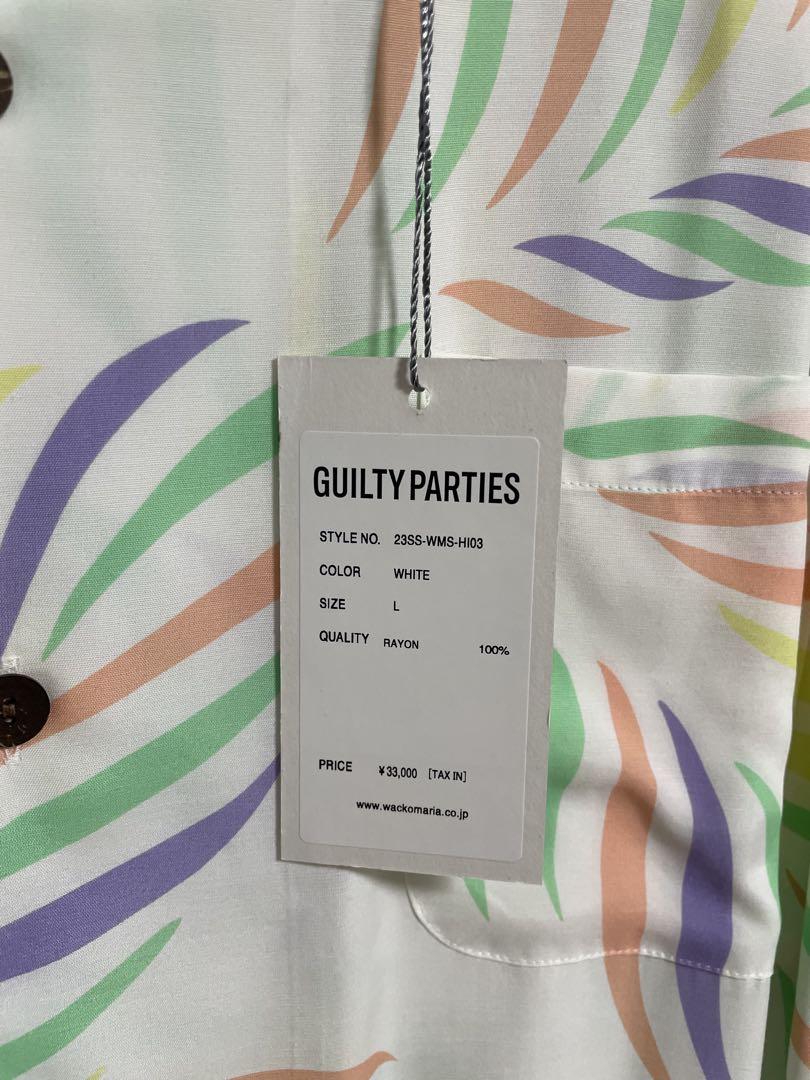 GUILTY PARTIES
STYLE NO. 23SS-WMS-HI03
COLOR WHITE
SIZE L
QUALITY RAYON 100%
PRICE ¥33,000 [TAX IN]
www.wackomaria.co.jp